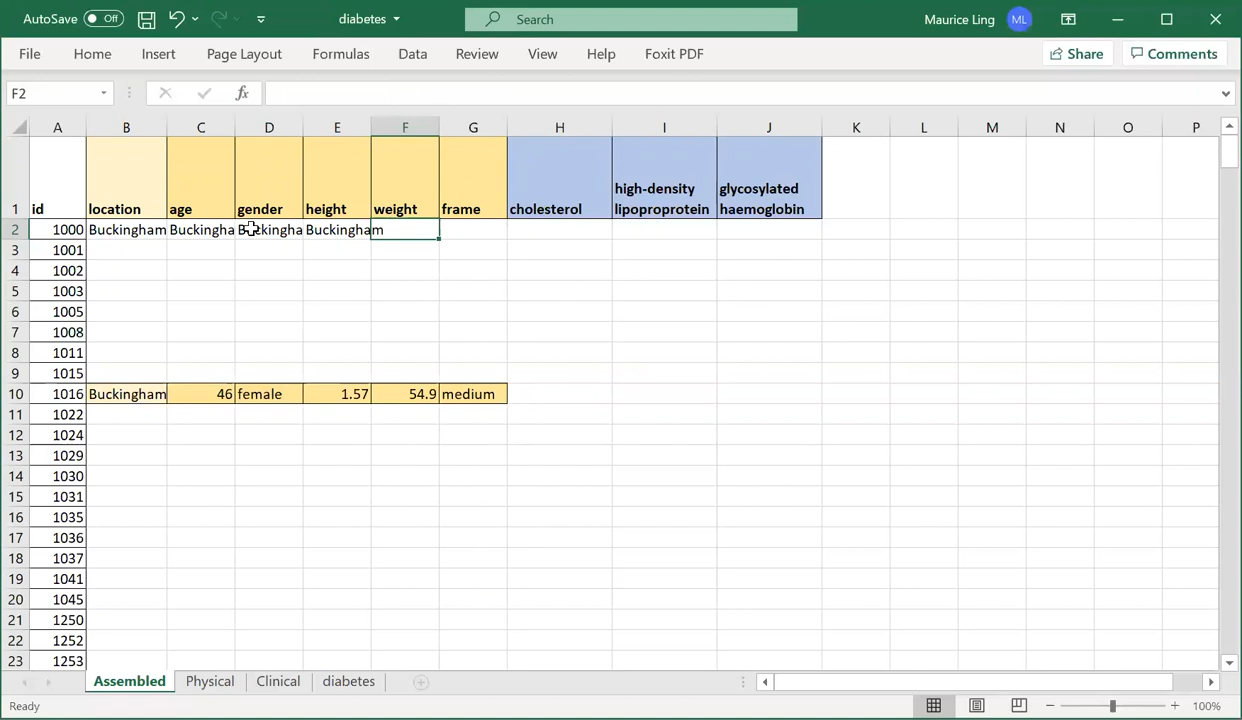 AutoSave Off diabetes Search Maurice Ling ML
File Home Insert Page Layout Formulas Data Review View Help Foxit PDF Share Comments
F2 fx
A B C D E F G H I J K L M N O P
high-density glycosylated
1 id location age gender height weight frame cholesterol lipoproprotein haemoglobin
2 1000 Buckingham Buckingha Buckingha Buckingham
3 1001
4 1002
5 1003
6 1005
7 1008
8 1011
9 1015
10 1016 Buckingham 46 female 1.57 54.9 medium
11 1022
12 1024
13 1029
14 1030
15 1031
16 1035
17 1036
18 1037
19 1041
20 1045
21 1250
22 1252
23 1253
Assembled Physical Clinical diabetes
Ready 100%